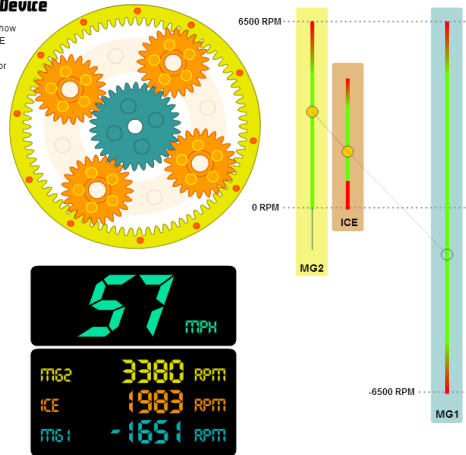 Device
how
E
or
6500 RPM
0 RPM
ICE
MG2
-6500 RPM
MG1
57 MPH
MG2 3380 RPM
ICE 1983 RPM
MG1 -1651 RPM